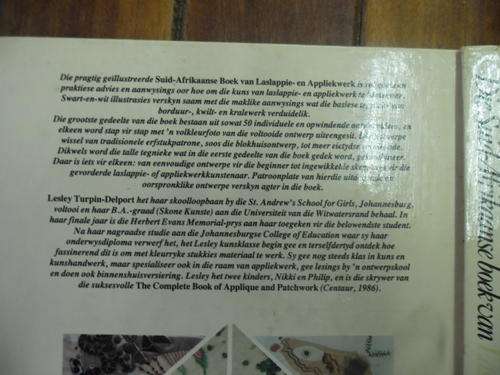 Die pragtig geïllustreerde Suid-Afrikaanse Boek van Laslappie- en Appliekwerk is
praktiese advies en aanwysings oor hoe om die kuns van laslappie- en appliekwerk te
Swart-en-wit illustrasies verskyn saam met die maklike aanwysings wat die basiese
borduur-, kwilt- en kralewerk verduidelik.
Die grootste gedeelte van die boek bestaan uit sowat 50 individuele en opwindende
elkeen word stap vir stap met 'n volkleurfoto van die voltooide ontwerp uiteengesit.
wissel van tradisionele erfstukpatrone, soos die blokhuisontwerp, tot meer eietydse
Dikwels word die talle tegnieke wat in die eerste gedeelte van die boek gedek word,
Daar is iets vir elkeen: van eenvoudige ontwerpe vir die beginner tot ingewikkelde vir die
gevorderde laslappie- of appliekwerkkunstenaar. Patroonplate van hierdie
oorspronklike ontwerpe verskyn agter in die boek.
Lesley Turpin-Delport het haar skoolloopbaan by die St. Andrew's School for Girls, Johannesburg,
voltooi en haar B.A.-graad (Skone Kunste) aan die Universiteit van die Witwatersrand behaal. In
haar finale jaar is die Herbert Evans Memorial-prys aan haar toegeken vir die belowendste student.
Na haar nagraadse studie aan die Johannesburgse College of Education waar sy haar
onderwysdiploma verwerf het, het Lesley kunsklasse begin gee en terselfdertyd ontdek hoe
fassinerend dit is om met kleurryke stukkies materiaal te werk. Sy gee nog steeds klas in kuns en
kunshandwerk, maar spesialiseer ook in die raam van appliekwerk, gee lesings by 'n ontwerpskool
en doen ook binnenshuisversiering. Lesley het twee kinders, Nikki en Philip, en is die skrywer van
die suksesvolle The Complete Book of Applique and Patchwork (Centaur, 1986).
Die Suid-Afrikaanse boek van